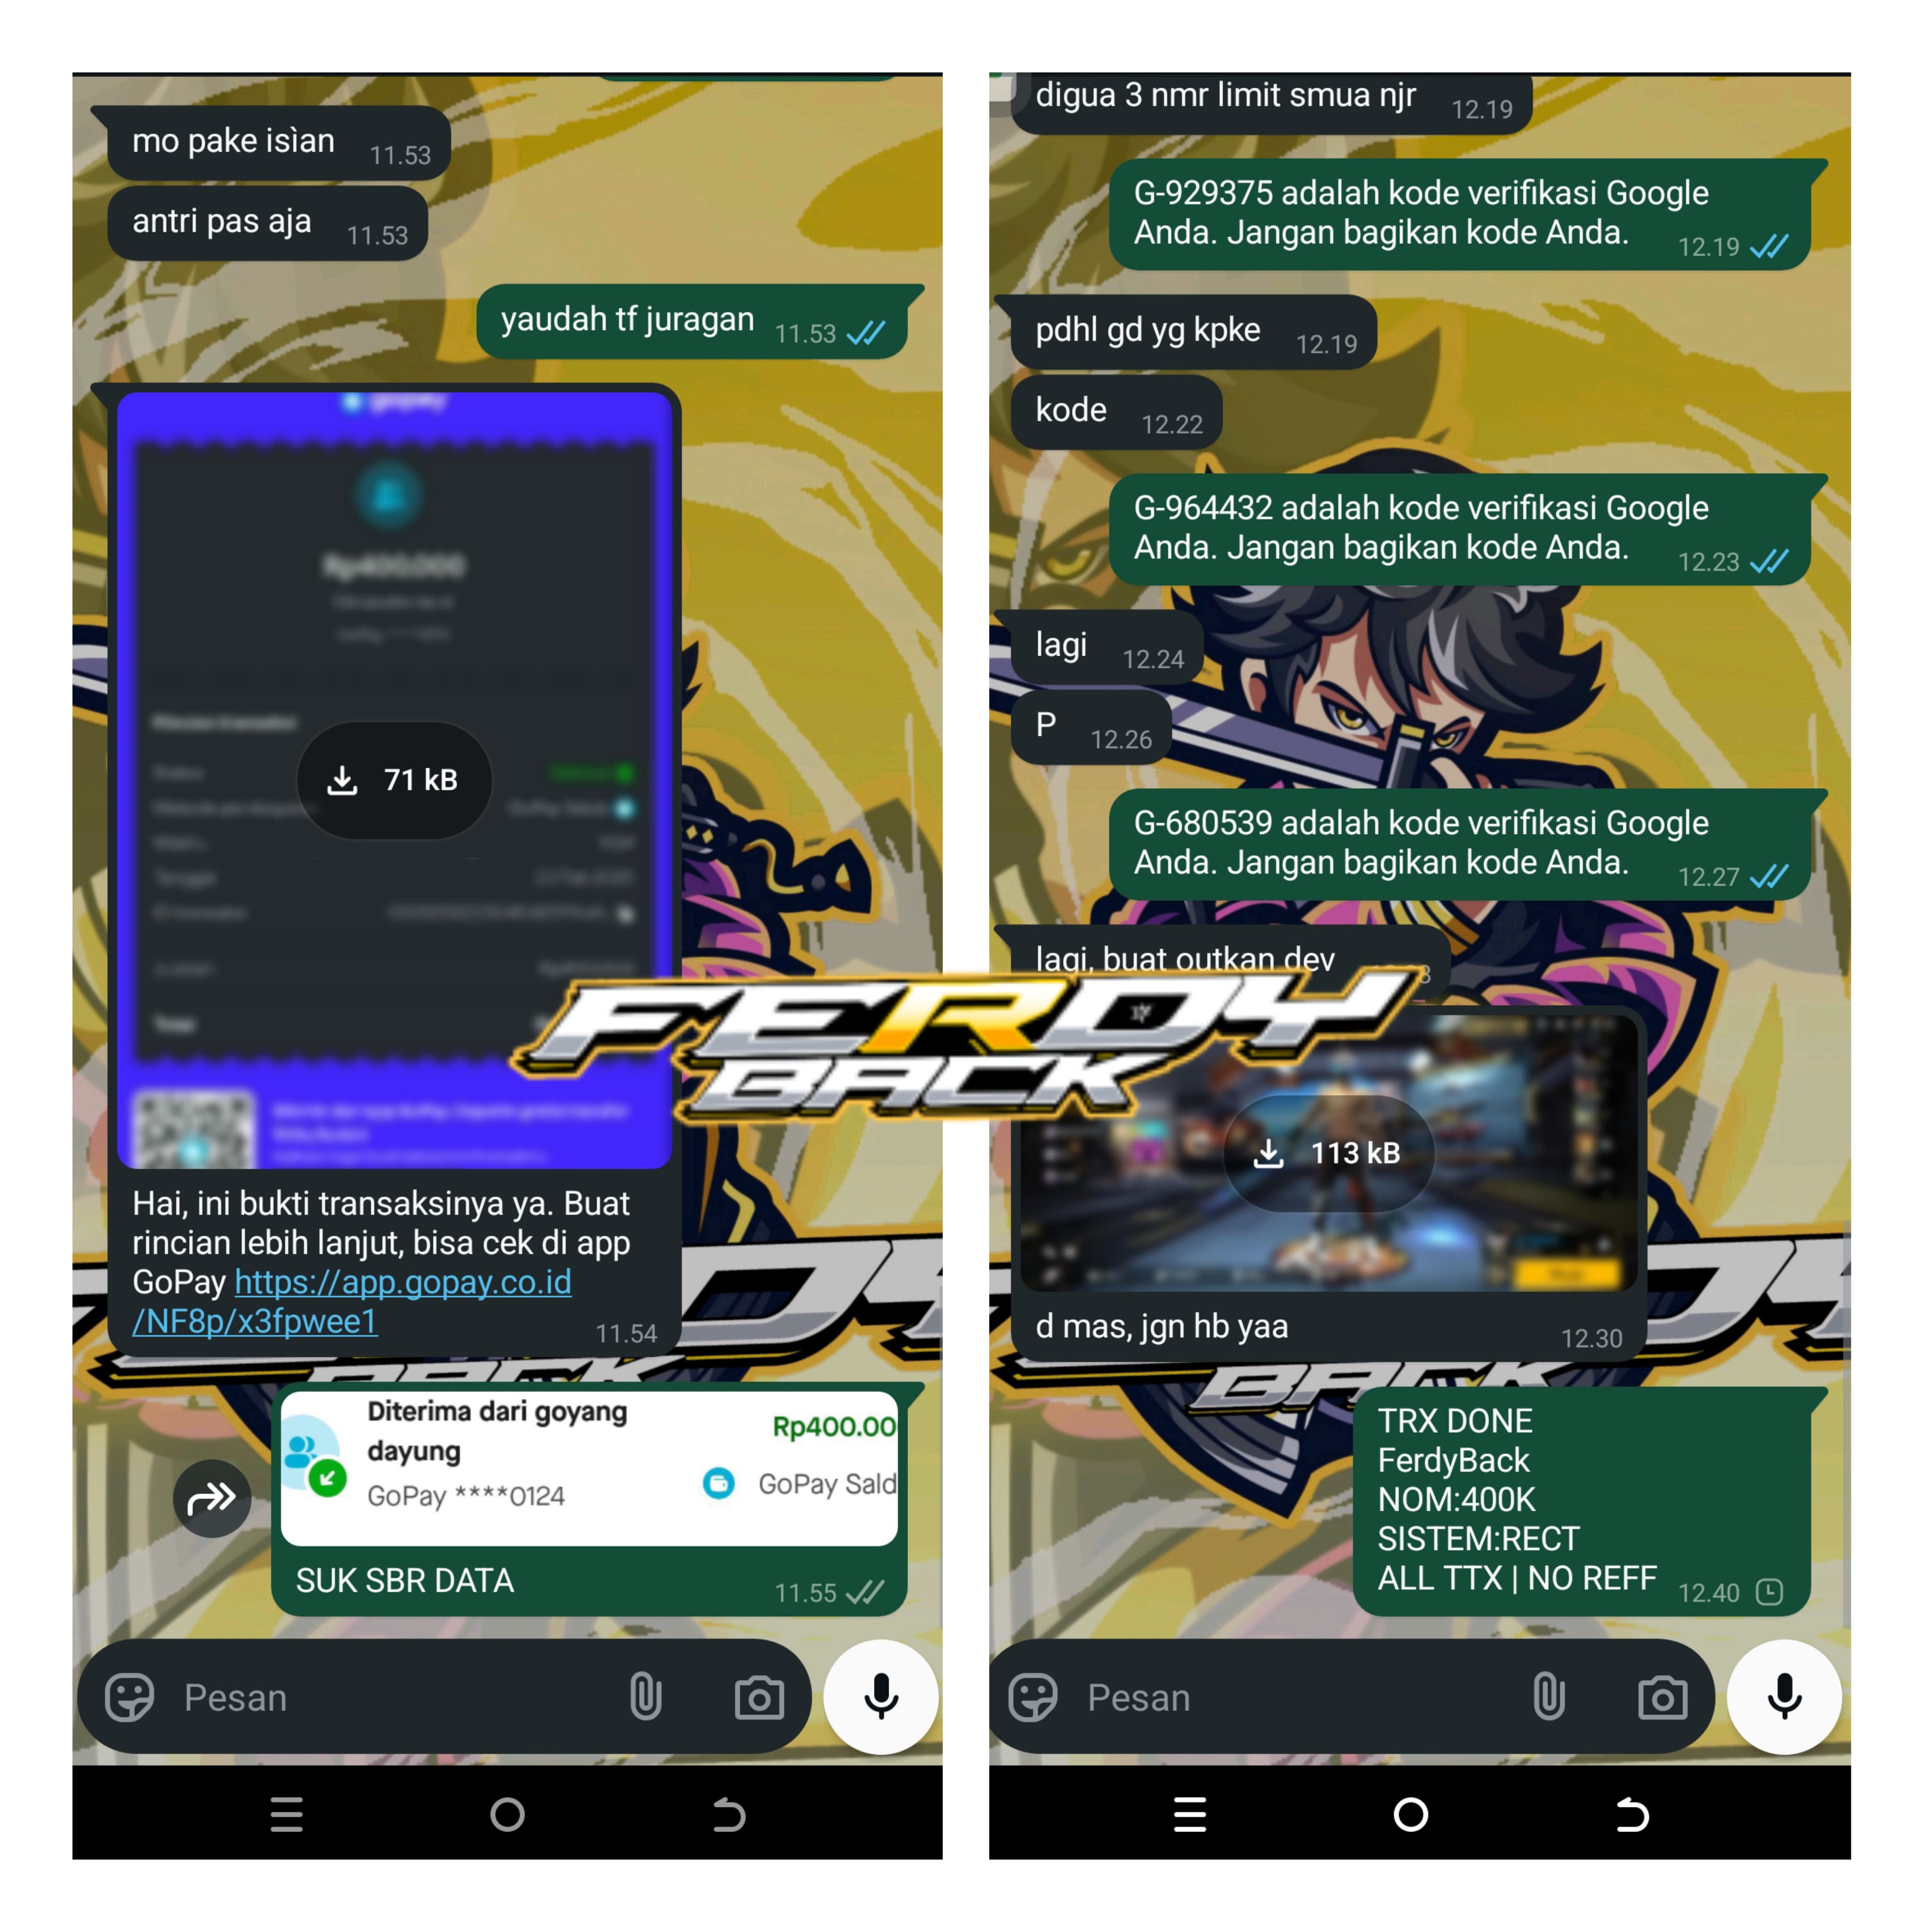 mo pake isìan 11.53
antri pas aja 11.53
yaudah tf juragan 11.53
gopay
Rp400.000
71 kB
Hai, ini bukti transaksinya ya. Buat
rincian lebih lanjut, bisa cek di app
GoPay https://app.gopay.co.id
/NF8p/x3fpwee1 11.54
Diterima dari goyang
dayung
Rp400.00
GoPay ****0124
GoPay Sald
SUK SBR DATA 11.55
Pesan
digua 3 nmr limit smua njr 12.19
G-929375 adalah kode verifikasi Google
Anda. Jangan bagikan kode Anda. 12.19
pdhl gd yg kpke 12.19
kode 12.22
G-964432 adalah kode verifikasi Google
Anda. Jangan bagikan kode Anda. 12.23
lagi 12.24
P 12.26
G-680539 adalah kode verifikasi Google
Anda. Jangan bagikan kode Anda. 12.27
lagi, buat outkan dev
FERDY
BACK
113 kB
d mas, jgn hb yaa 12.30
BACK
TRX DONE
FerdyBack
NOM:400K
SISTEM:RECT
ALL TTX | NO REFF 12.40
Pesan